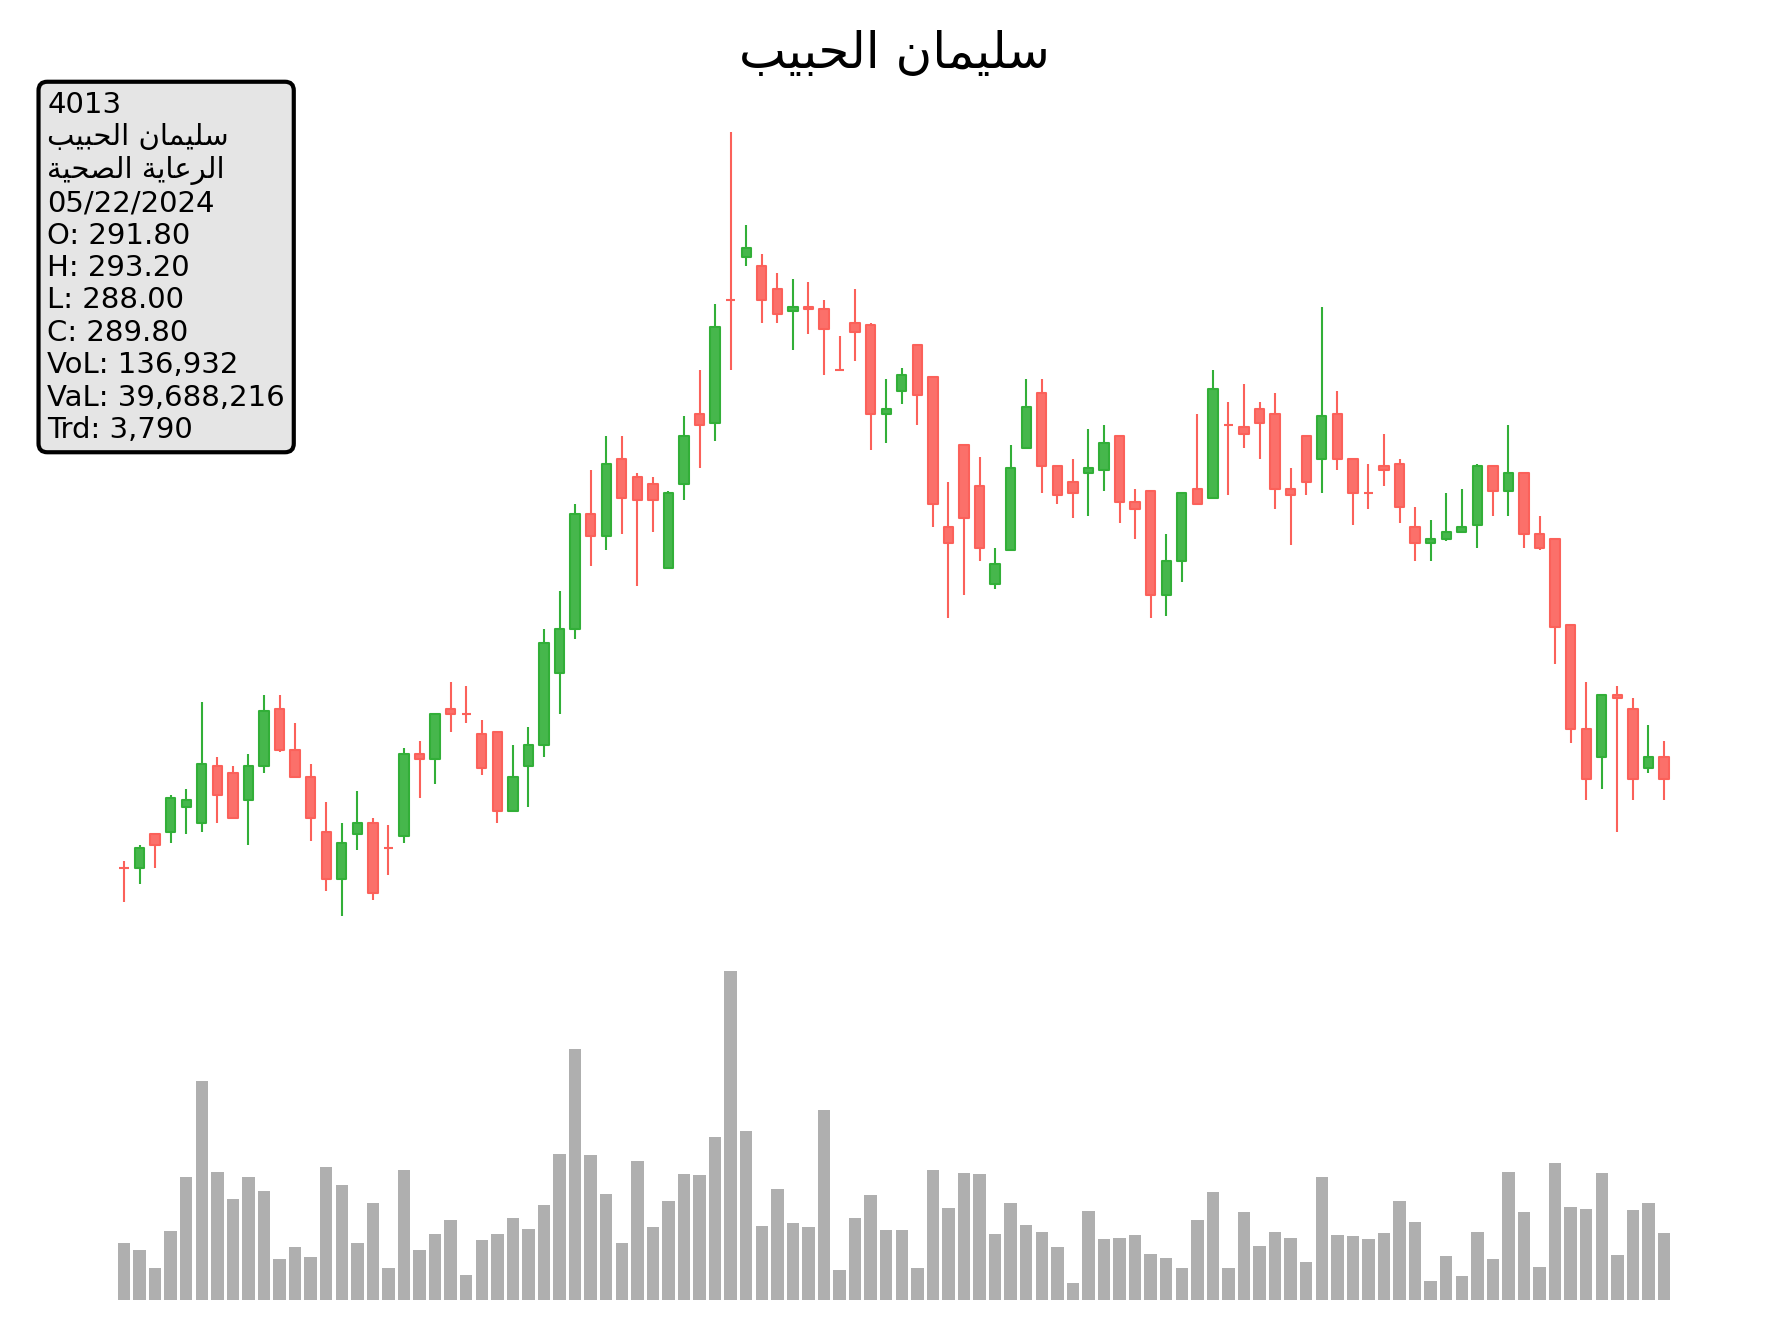 سليمان الحبيب
4013
سليمان الحبيب
الرعاية الصحية
05/22/2024
O: 291.80
H: 293.20
L: 288.00
C: 289.80
VoL: 136,932
VaL: 39,688,216
Trd: 3,790